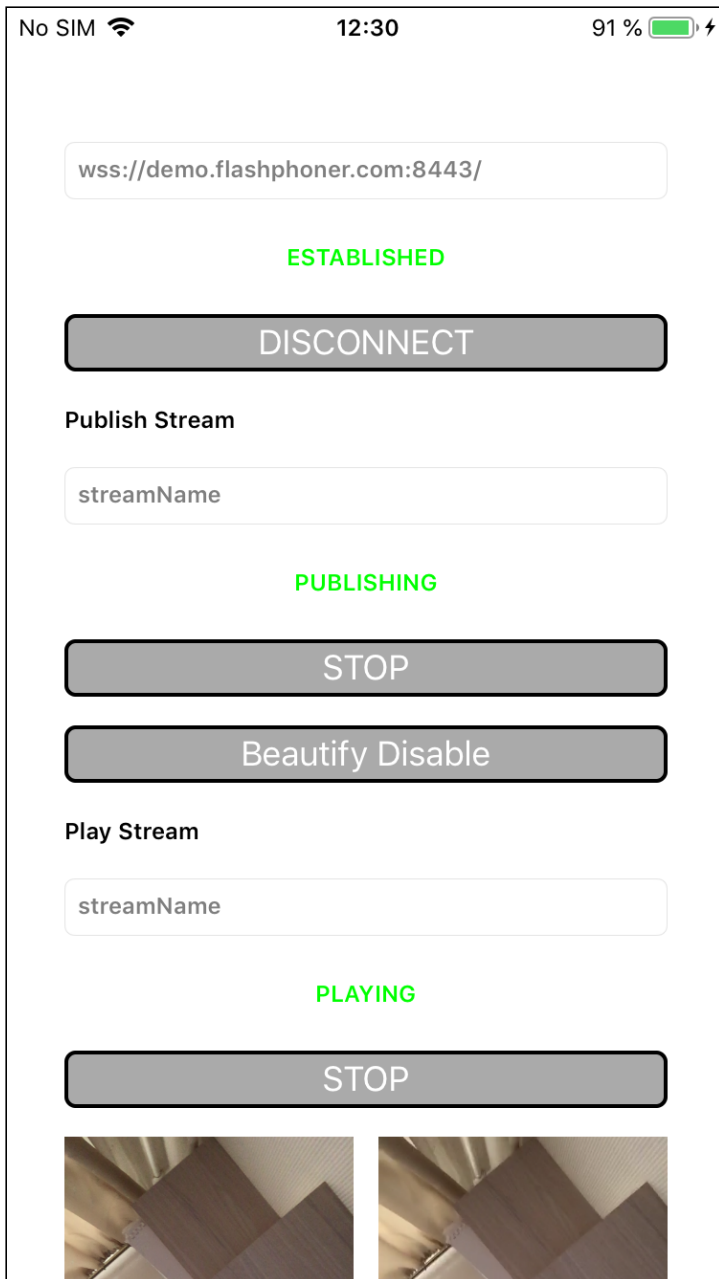 No SIM 12:30 91 %
wss://demo.flashphoner.com:8443/
ESTABLISHED
DISCONNECT
Publish Stream
streamName
PUBLISHING
STOP
Beautify Disable
Play Stream
streamName
PLAYING
STOP